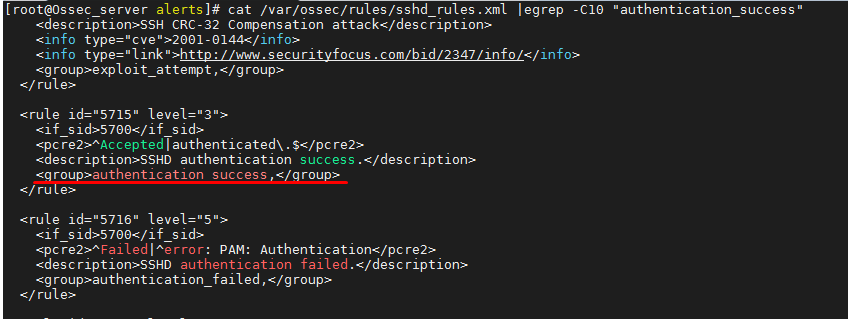 [root@Ossec_server alerts]# cat /var/ossec/rules/sshd_rules.xml |egrep -C10 "authentication_success"
<description>SSH CRC-32 Compensation attack</description>
<info type="cve">2001-0144</info>
<info type="link">http://www.securityfocus.com/bid/2347/info/</info>
<group>exploit_attempt,</group>
</rule>
<rule id="5715" level="3">
<if_sid>5700</if_sid>
<pcre2>^Accepted|authenticated\.$</pcre2>
<description>SSHD authentication success.</description>
<group>authentication_success,</group>
</rule>
<rule id="5716" level="5">
<if_sid>5700</if_sid>
<pcre2>^Failed|^error: PAM: Authentication</pcre2>
<description>SSHD authentication failed.</description>
<group>authentication_failed,</group>
</rule>